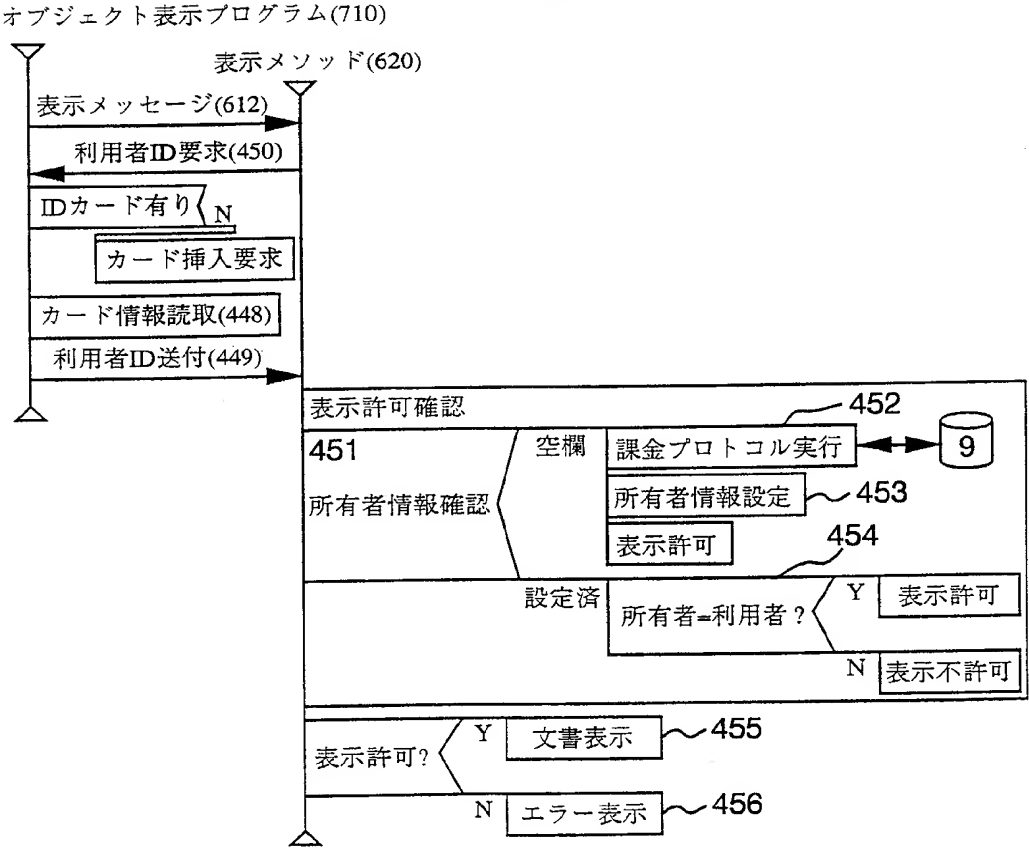 オブジェクト表示プログラム(710)
表示メソッド(620)
表示メッセージ(612)
利用者ID要求(450)
IDカード有り
N
カード挿入要求
カード情報読取(448)
利用者ID送付(449)
表示許可確認
451
所有者情報確認
空欄
課金プロトコル実行
452
9
所有者情報設定
453
表示許可
454
設定済
所有者=利用者?
Y
表示許可
N
表示不許可
表示許可?
Y
文書表示
455
N
エラー表示
456